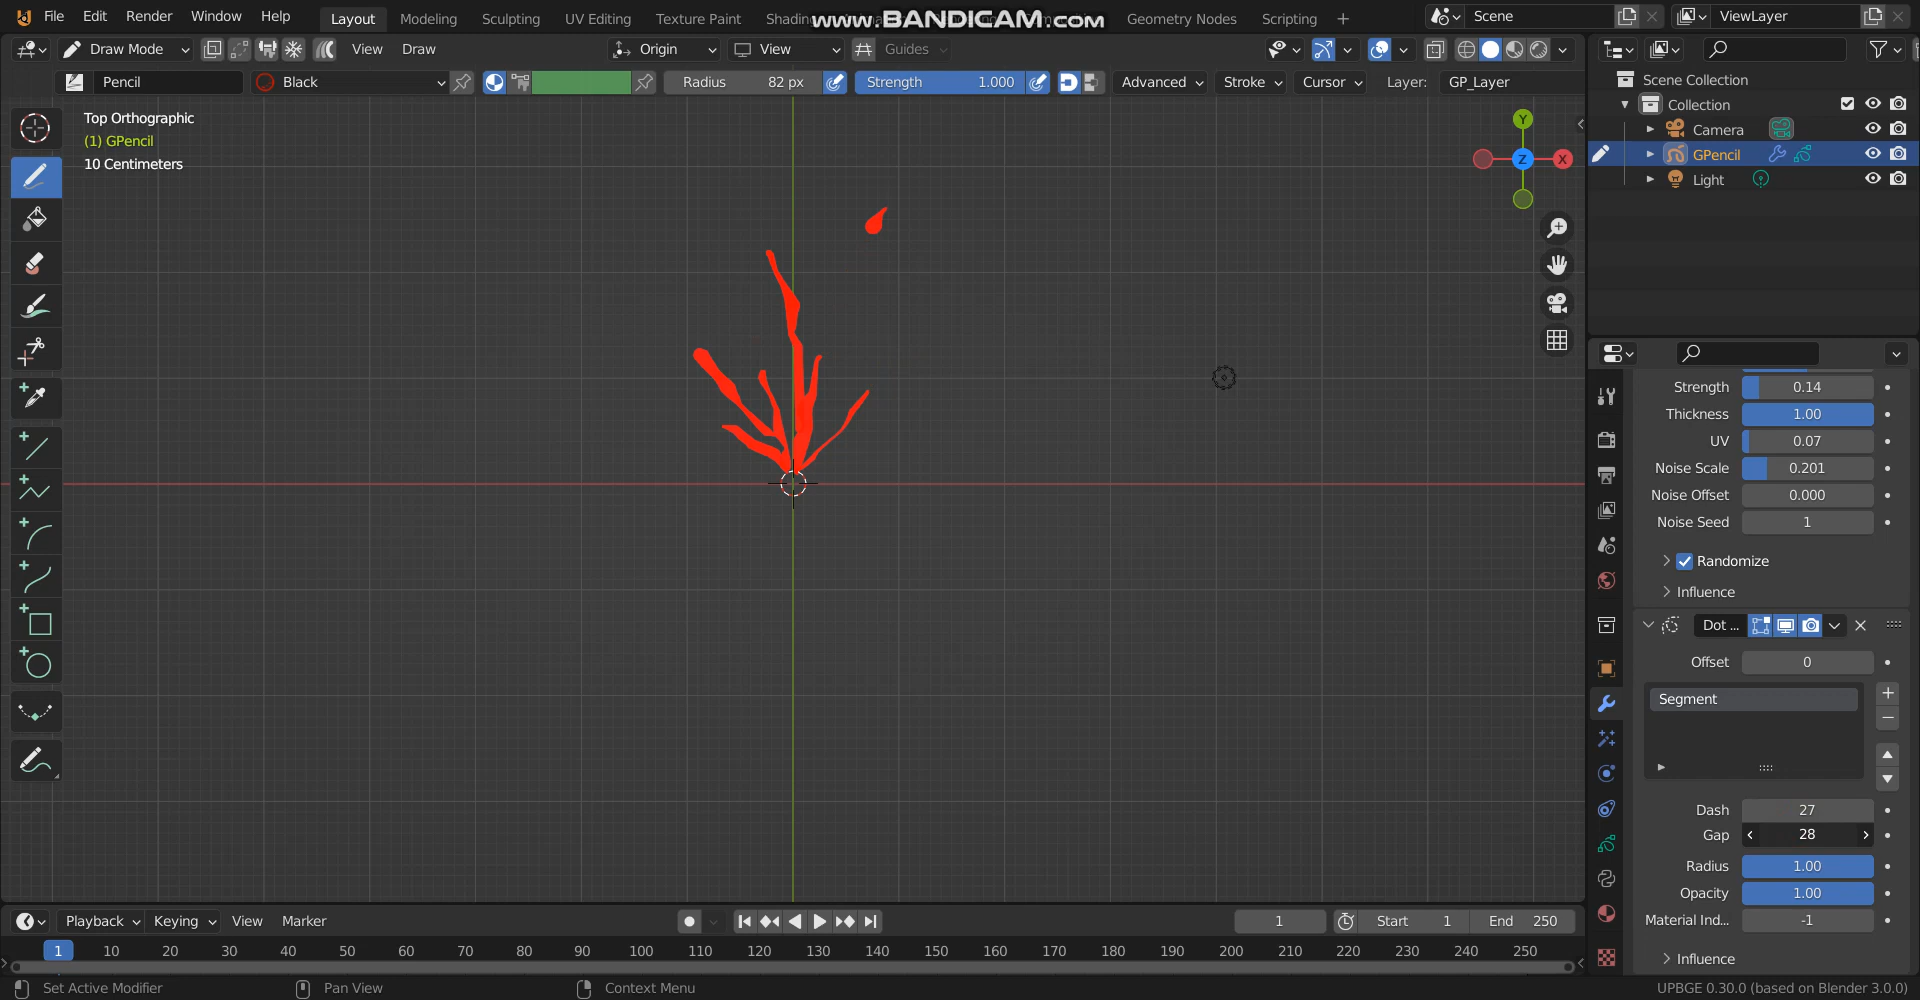 File Edit Render Window Help Layout Modeling Sculpting UV Editing Texture Paint Shadin www.BANDICAM.com Geometry Nodes Scripting + Scene ViewLayer
Draw Mode View Draw Origin View Guides
Pencil Black Radius 82 px Strength 1.000 Advanced Stroke Cursor Layer: GP_Layer
Top Orthographic
(1) GPencil
10 Centimeters
Y
X
Z
Scene Collection
Collection
Camera
GPencil
Light
Strength 0.14
Thickness 1.00
UV 0.07
Noise Scale 0.201
Noise Offset 0.000
Noise Seed 1
Randomize
Influence
Dot ...
Offset 0
Segment
Dash 27
Gap 28
Radius 1.00
Opacity 1.00
Material Ind... -1
Influence
Playback Keying View Marker 1 Start 1 End 250
1 10 20 30 40 50 60 70 80 90 100 110 120 130 140 150 160 170 180 190 200 210 220 230 240 250
Set Active Modifier Pan View Context Menu UPBGE 0.30.0 (based on Blender 3.0.0)